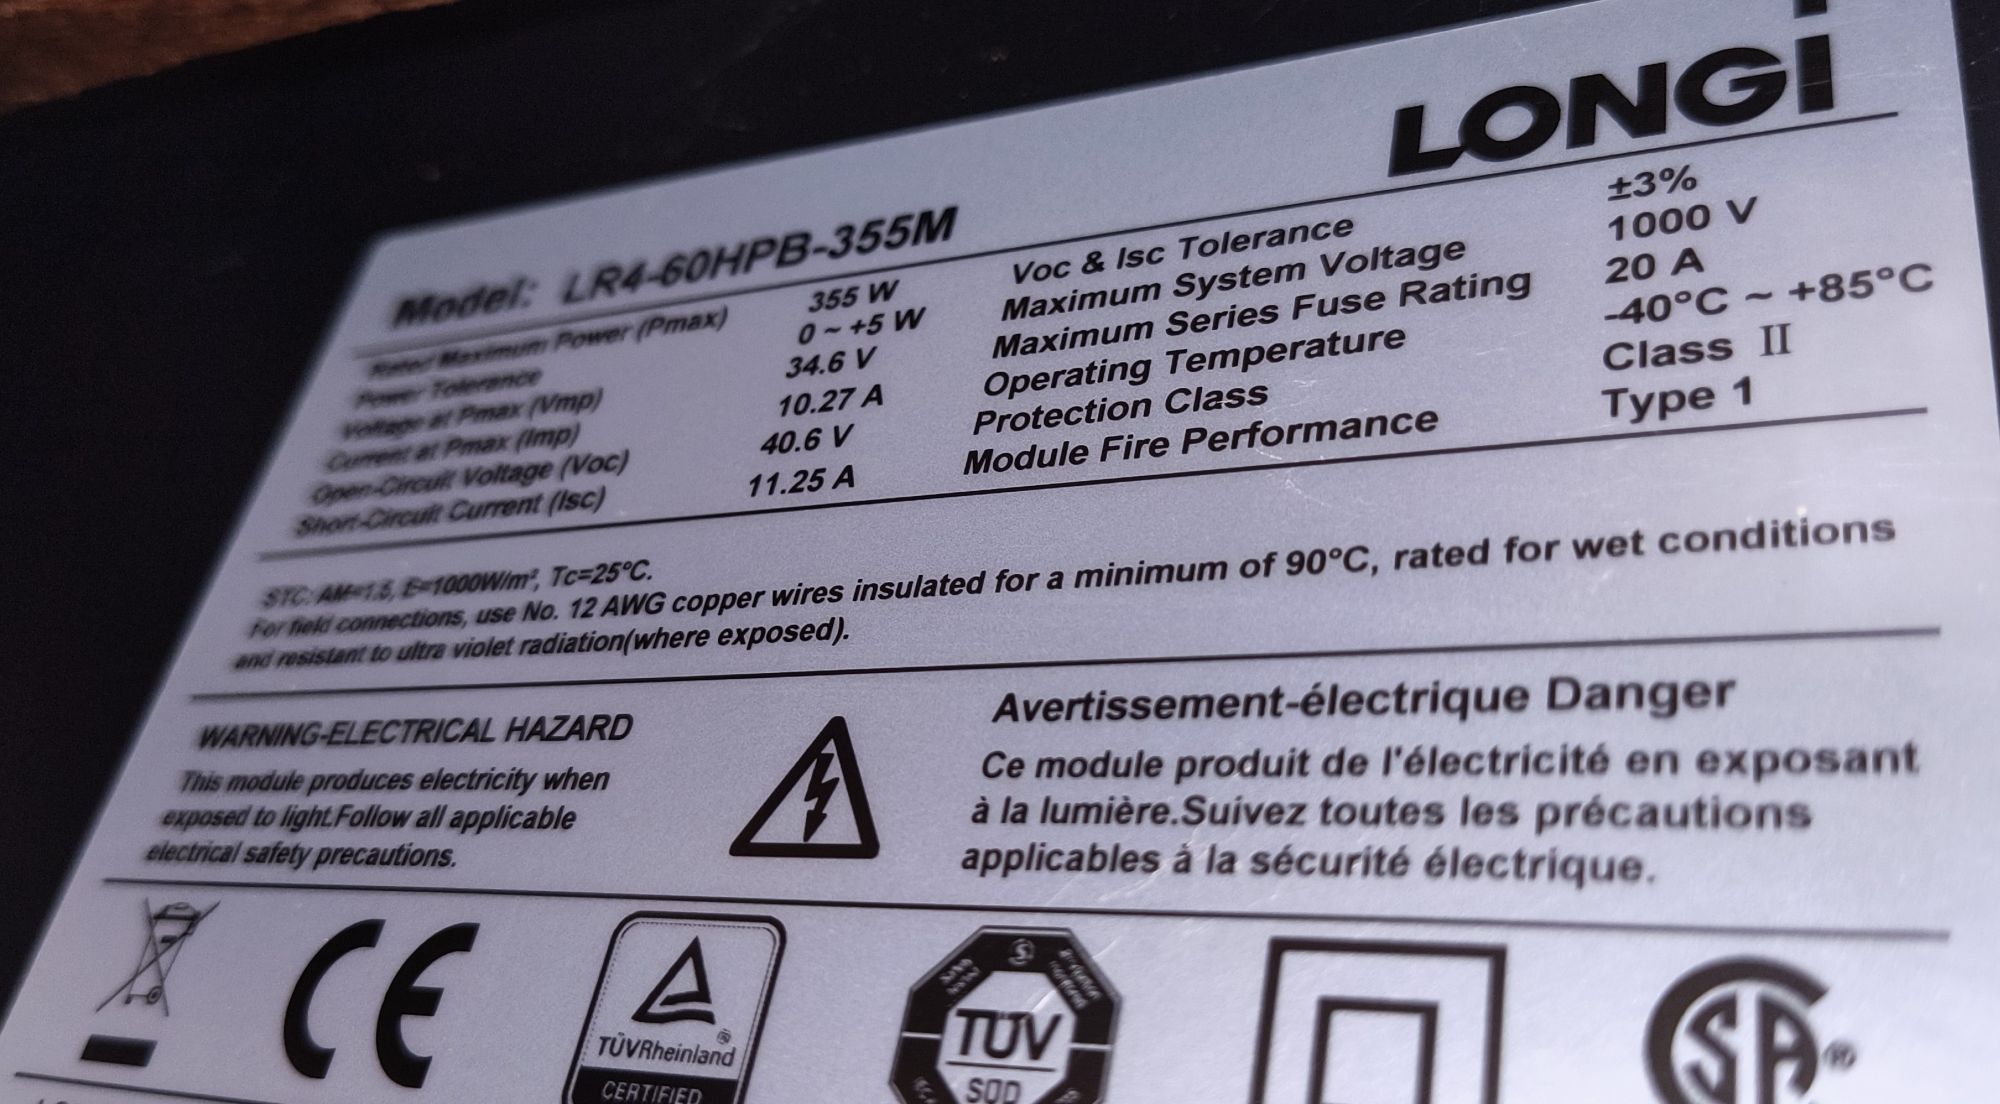 LONGi
Model: LR4-60HPB-355M
Rated Maximum Power (Pmax) 355 W
Power Tolerance 0 ~ +5 W
Voltage at Pmax (Vmp) 34.6 V
Current at Pmax (Imp) 10.27 A
Open-Circuit Voltage (Voc) 40.6 V
Short-Circuit Current (Isc) 11.25 A
Voc & Isc Tolerance ±3%
Maximum System Voltage 1000 V
Maximum Series Fuse Rating 20 A
Operating Temperature -40°C ~ +85°C
Protection Class Class II
Module Fire Performance Type 1
STC: AM=1.5, E=1000W/m², Tc=25°C.
For field connections, use No. 12 AWG copper wires insulated for a minimum of 90°C, rated for wet conditions
and resistant to ultra violet radiation(where exposed).
WARNING-ELECTRICAL HAZARD
This module produces electricity when
exposed to light.Follow all applicable
electrical safety precautions.
Avertissement-électrique Danger
Ce module produit de l'électricité en exposant
à la lumière.Suivez toutes les précautions
applicables à la sécurité électrique.
CE
TÜVRheinland
CERTIFIED
TÜV
SÜD
SA®